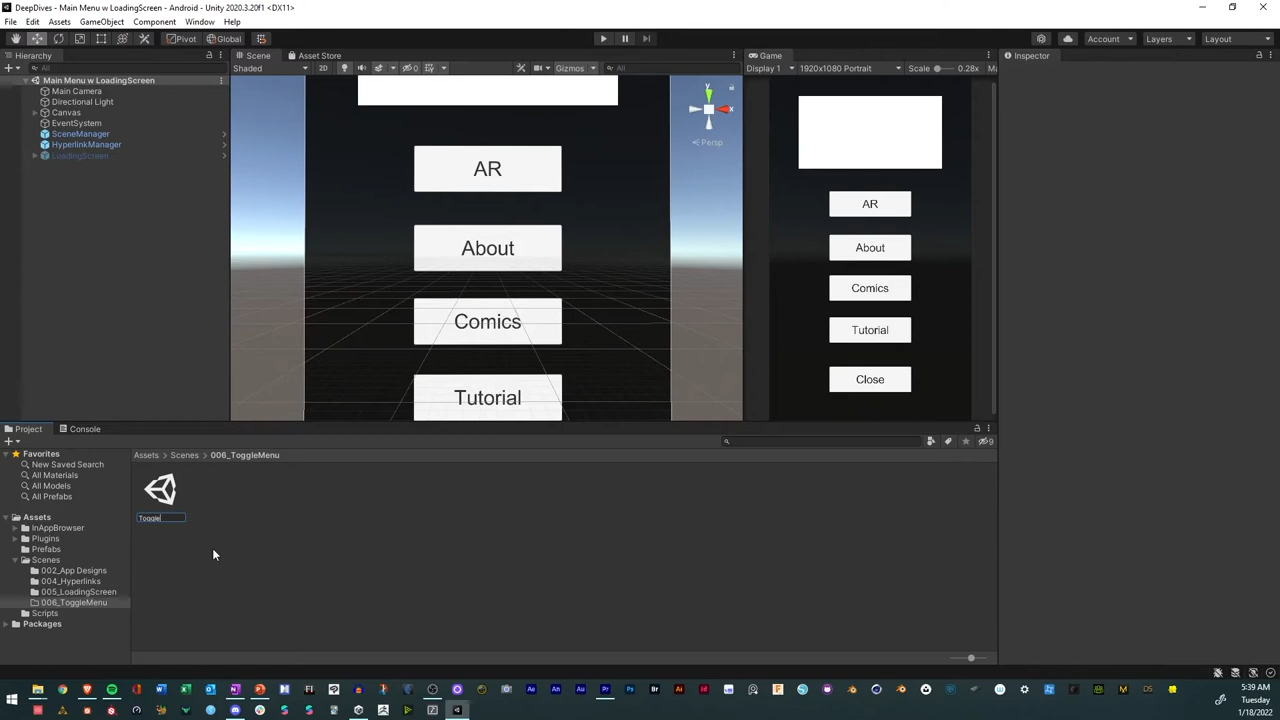 DeepDives - Main Menu w LoadingScreen - Android - Unity 2020.3.20f1 <DX11>
File Edit Assets GameObject Component Window Help
Pivot Global Account Layers Layout
Hierarchy
All
Main Menu w LoadingScreen
Main Camera
Directional Light
Canvas
EventSystem
SceneManager
HyperlinkManager
LoadingScreen
Scene Asset Store
Shaded 2D 0 Gizmos All
Persp
AR
About
Comics
Tutorial
Game
Display 1 1920x1080 Portrait Scale 0.28x Ma
AR
About
Comics
Tutorial
Close
Inspector
Project Console
9
Favorites
New Saved Search
All Materials
All Models
All Prefabs
Assets
InAppBrowser
Plugins
Prefabs
Scenes
002_App Designs
004_Hyperlinks
005_LoadingScreen
006_ToggleMenu
Scripts
Packages
Assets > Scenes > 006_ToggleMenu
Toggle
5:39 AM
Tuesday
1/18/2022